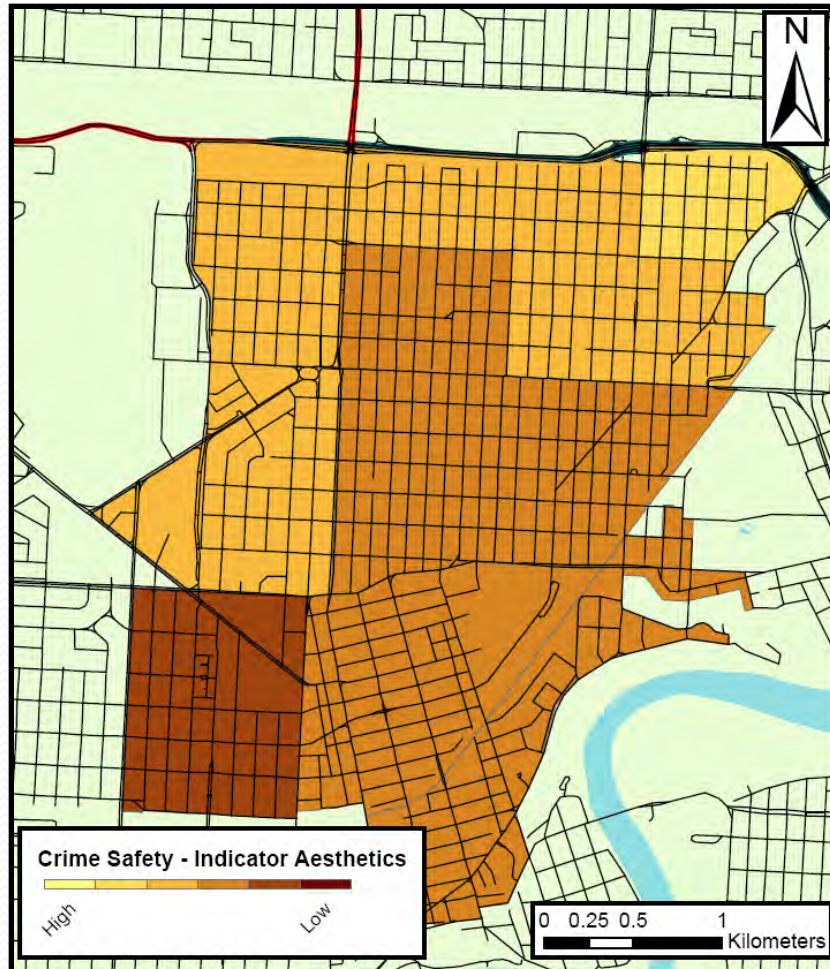 N
Crime Safety - Indicator Aesthetics
High
Low
0 0.25 0.5 1
Kilometers